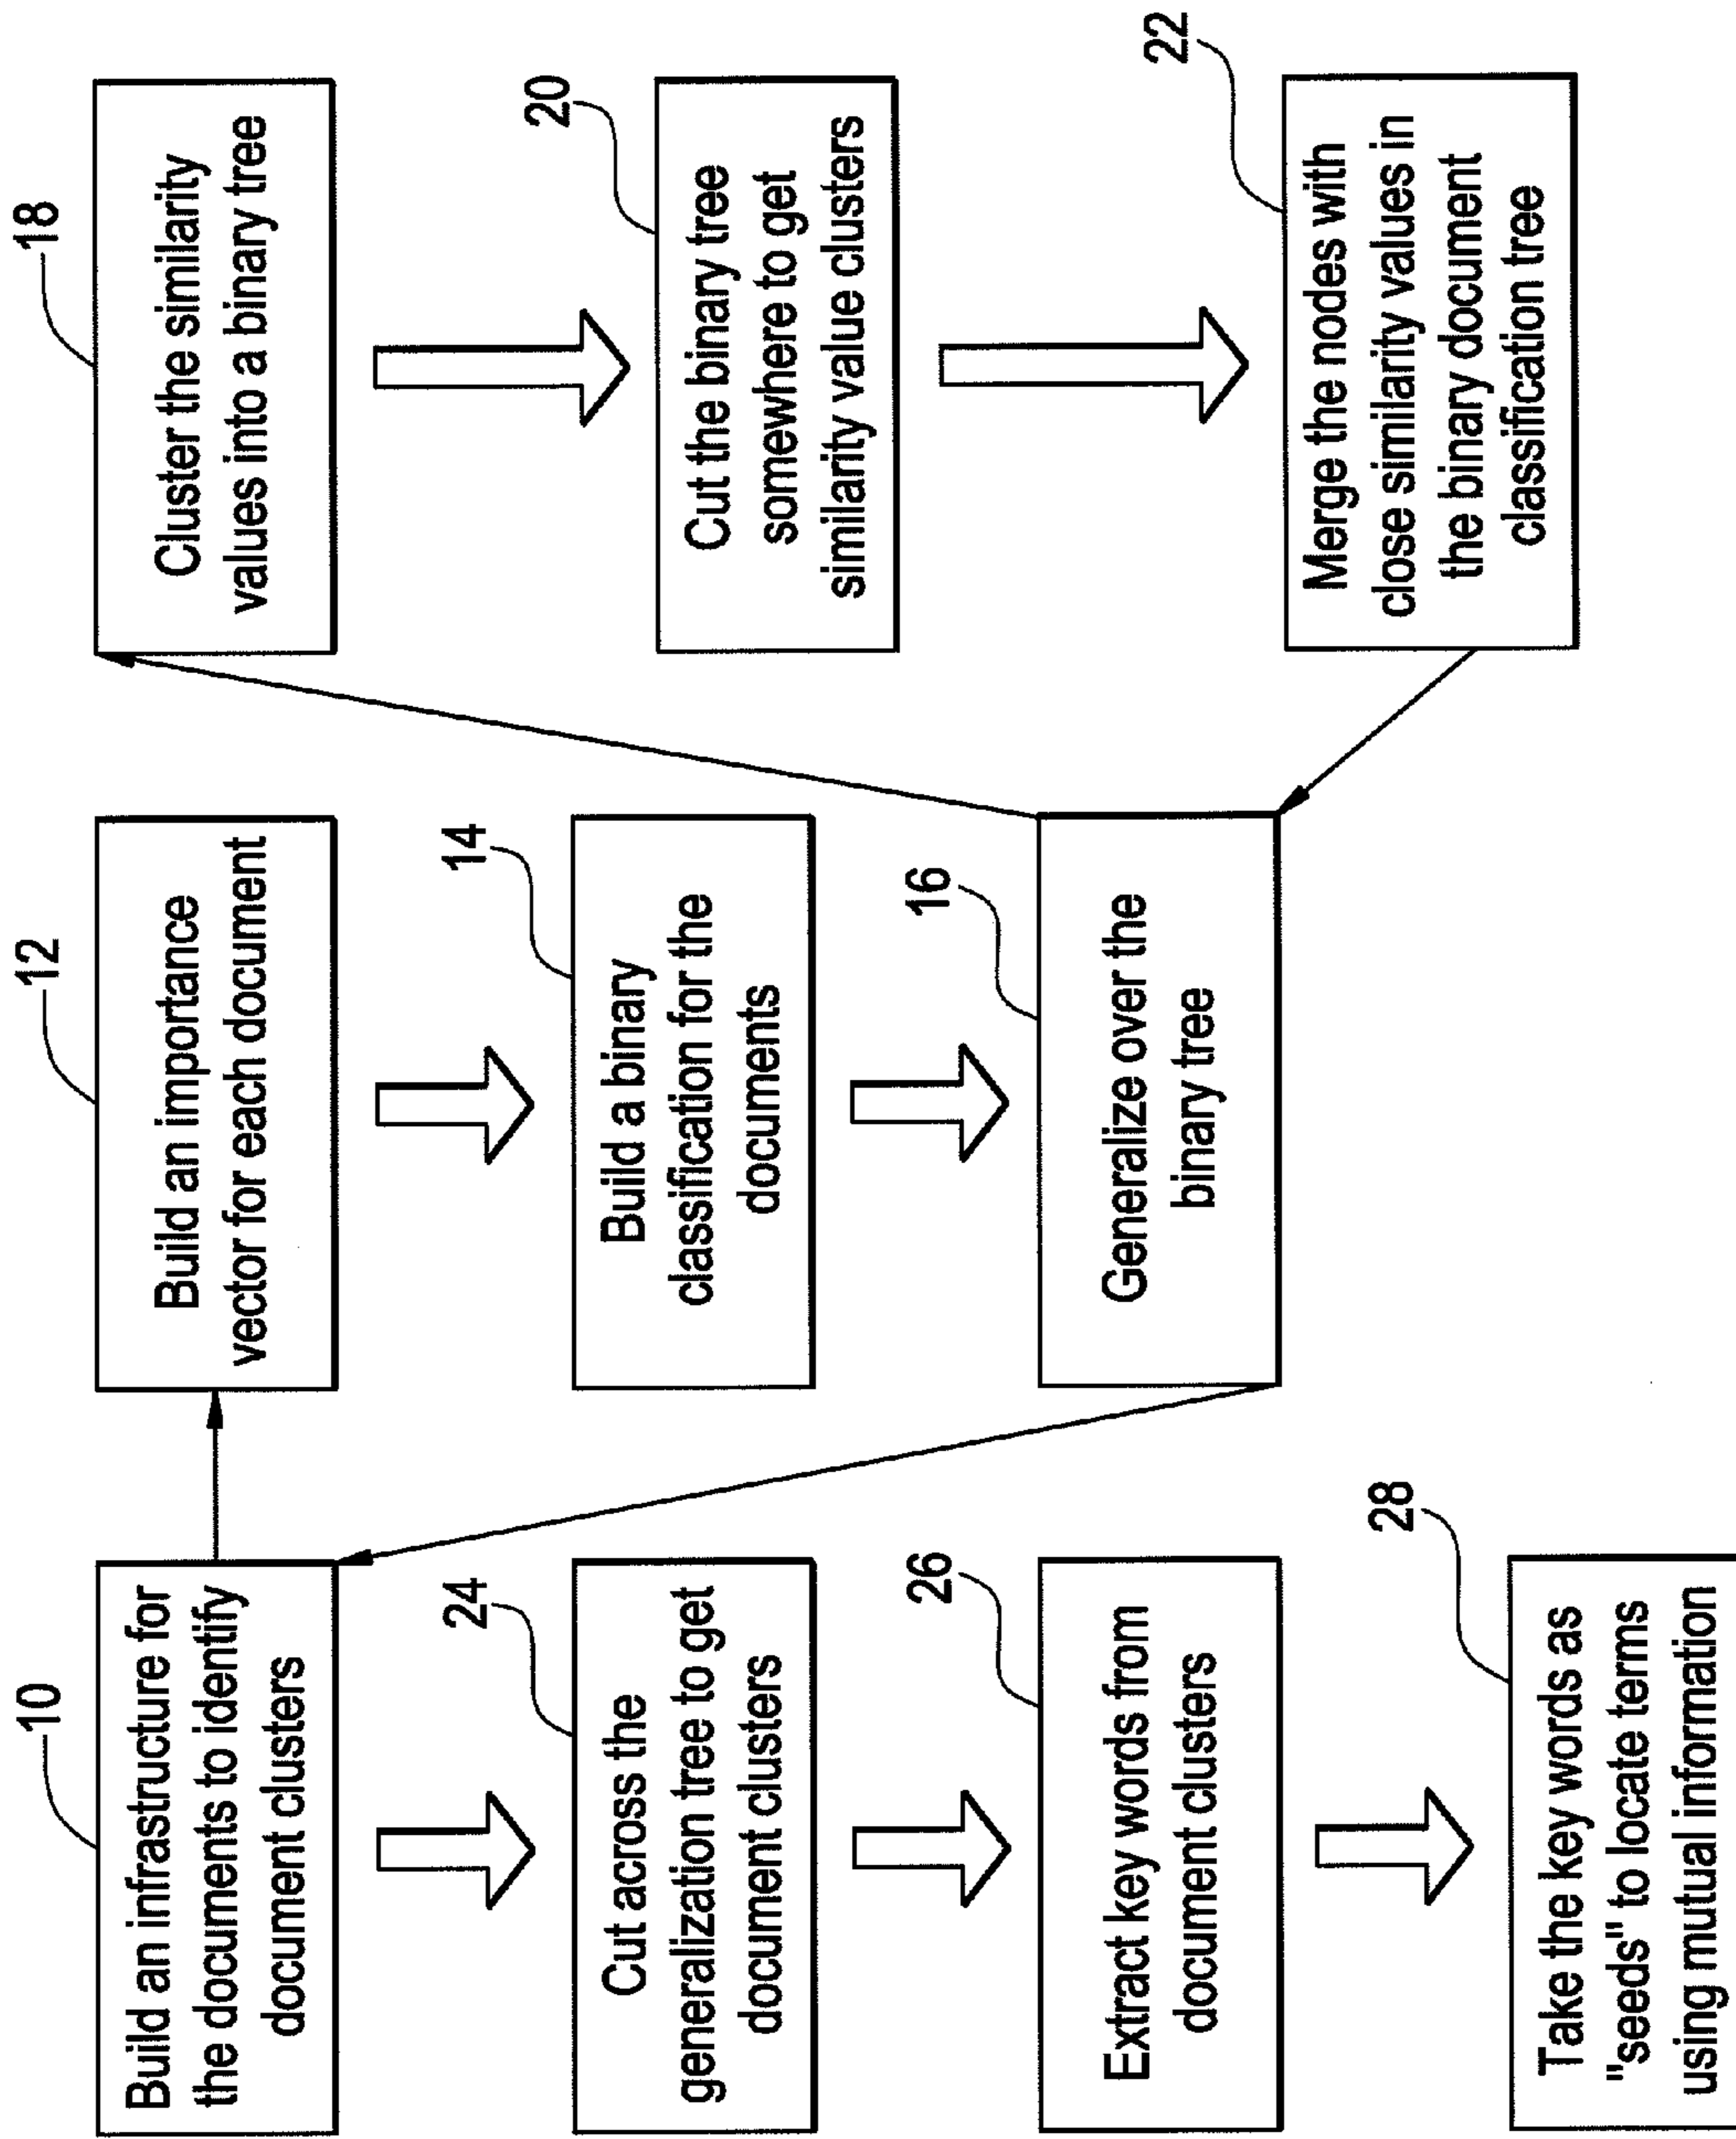 10
Build an infrastructure for
the documents to identify
document clusters
24
Cut across the
generalization tree to get
document clusters
26
Extract key words from
document clusters
28
Take the key words as
"seeds" to locate terms
using mutual information
12
Build an importance
vector for each document
14
Build a binary
classification for the
documents
16
Generalize over the
binary tree
18
Cluster the similarity
values into a binary tree
20
Cut the binary tree
somewhere to get
similarity value clusters
22
Merge the nodes with
close similarity values in
the binary document
classification tree